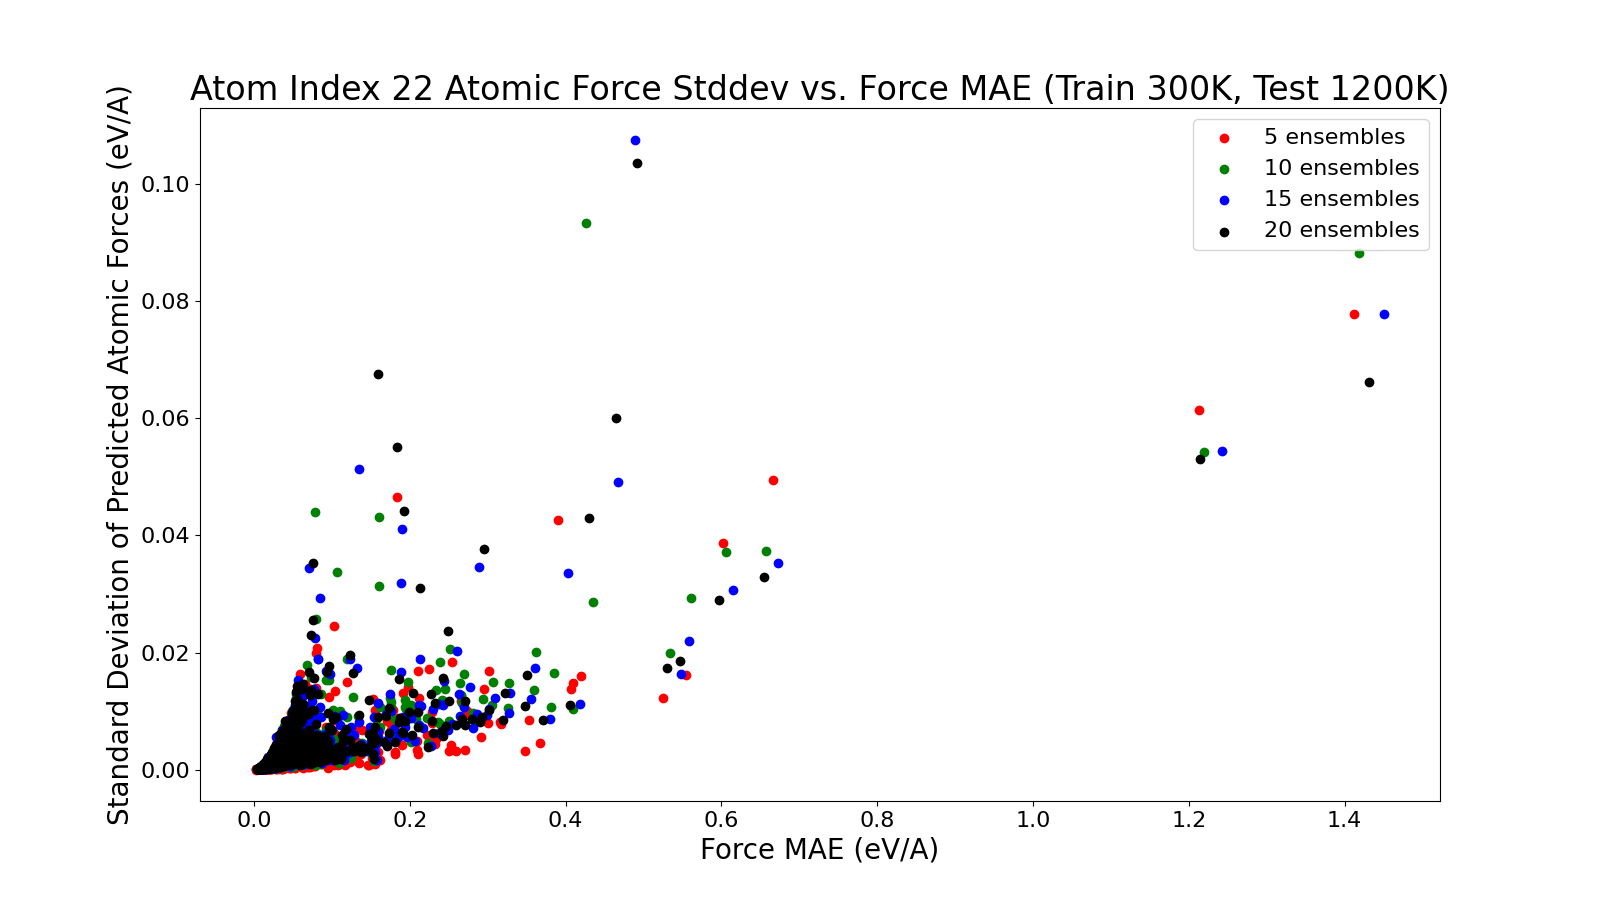 Atom Index 22 Atomic Force Stddev vs. Force MAE (Train 300K, Test 1200K)
Standard Deviation of Predicted Atomic Forces (eV/A)
5 ensembles
10 ensembles
15 ensembles
20 ensembles
0.10
0.08
0.06
0.04
0.02
0.00
0.0 0.2 0.4 0.6 0.8 1.0 1.2 1.4
Force MAE (eV/A)